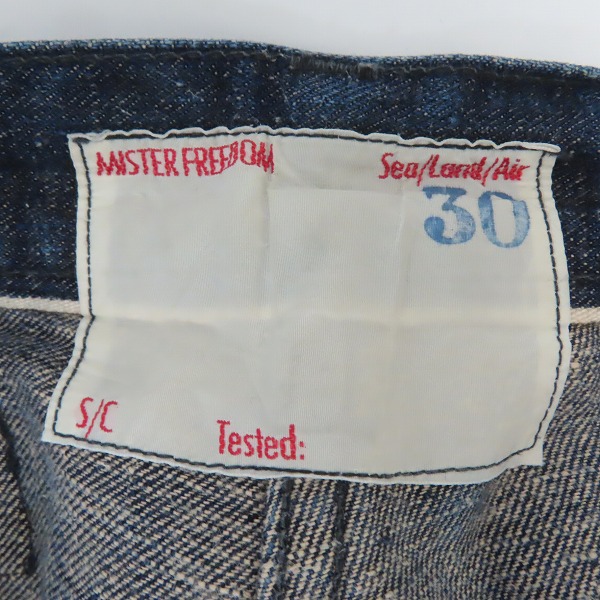 MISTER FREEDOM Sea/Land/Air
30
S/C
Tested: